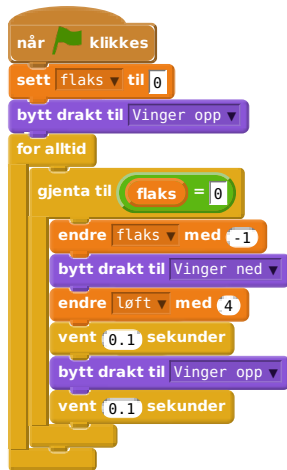 når klikkes
sett flaks ▾ til 0
bytt drakt til Vinger opp ▾
for alltid
gjenta til flaks = 0
endre flaks ▾ med -1
bytt drakt til Vinger ned ▾
endre løft ▾ med 4
vent 0.1 sekunder
bytt drakt til Vinger opp ▾
vent 0.1 sekunder